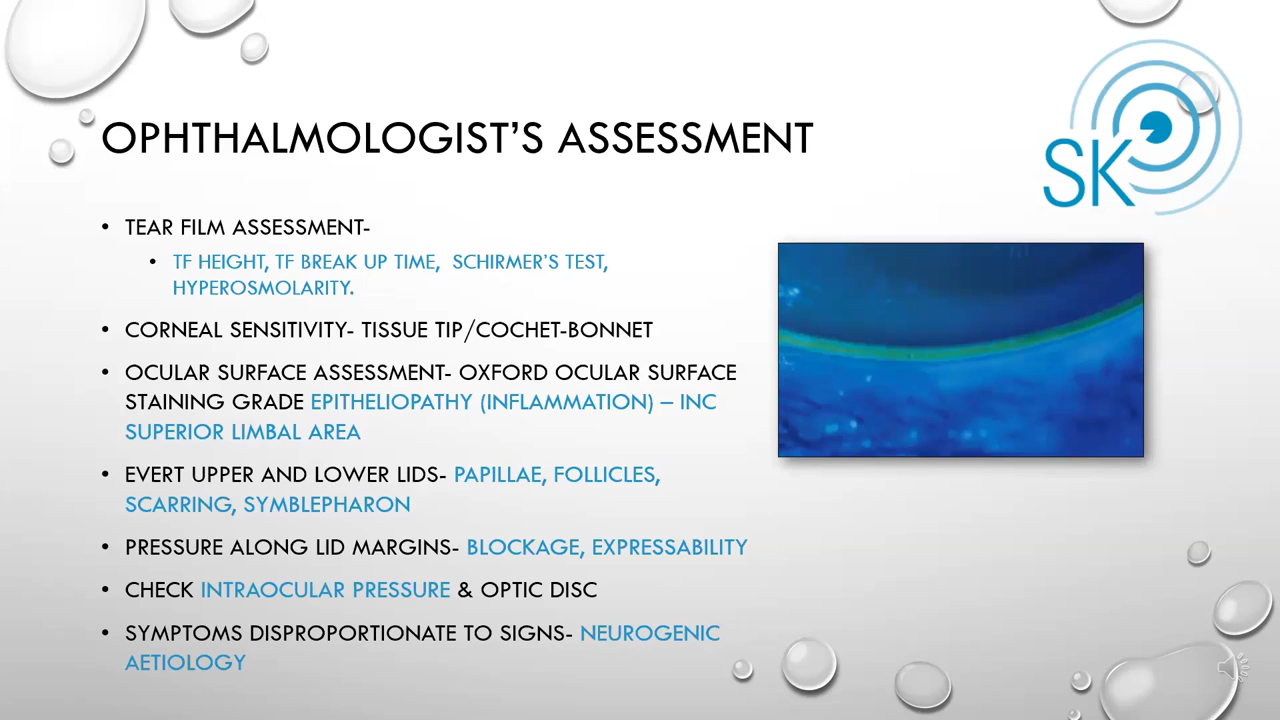 OPHTHALMOLOGIST’S ASSESSMENT
SK
• TEAR FILM ASSESSMENT-
• TF HEIGHT, TF BREAK UP TIME, SCHIRMER’S TEST,
HYPEROSMOLARITY.
• CORNEAL SENSITIVITY- TISSUE TIP/COCHET-BONNET
• OCULAR SURFACE ASSESSMENT- OXFORD OCULAR SURFACE
STAINING GRADE EPITHELIOPATHY (INFLAMMATION) – INC
SUPERIOR LIMBAL AREA
• EVERT UPPER AND LOWER LIDS- PAPILLAE, FOLLICLES,
SCARRING, SYMBLEPHARON
• PRESSURE ALONG LID MARGINS- BLOCKAGE, EXPRESSABILITY
• CHECK INTRAOCULAR PRESSURE & OPTIC DISC
• SYMPTOMS DISPROPORTIONATE TO SIGNS- NEUROGENIC
AETIOLOGY